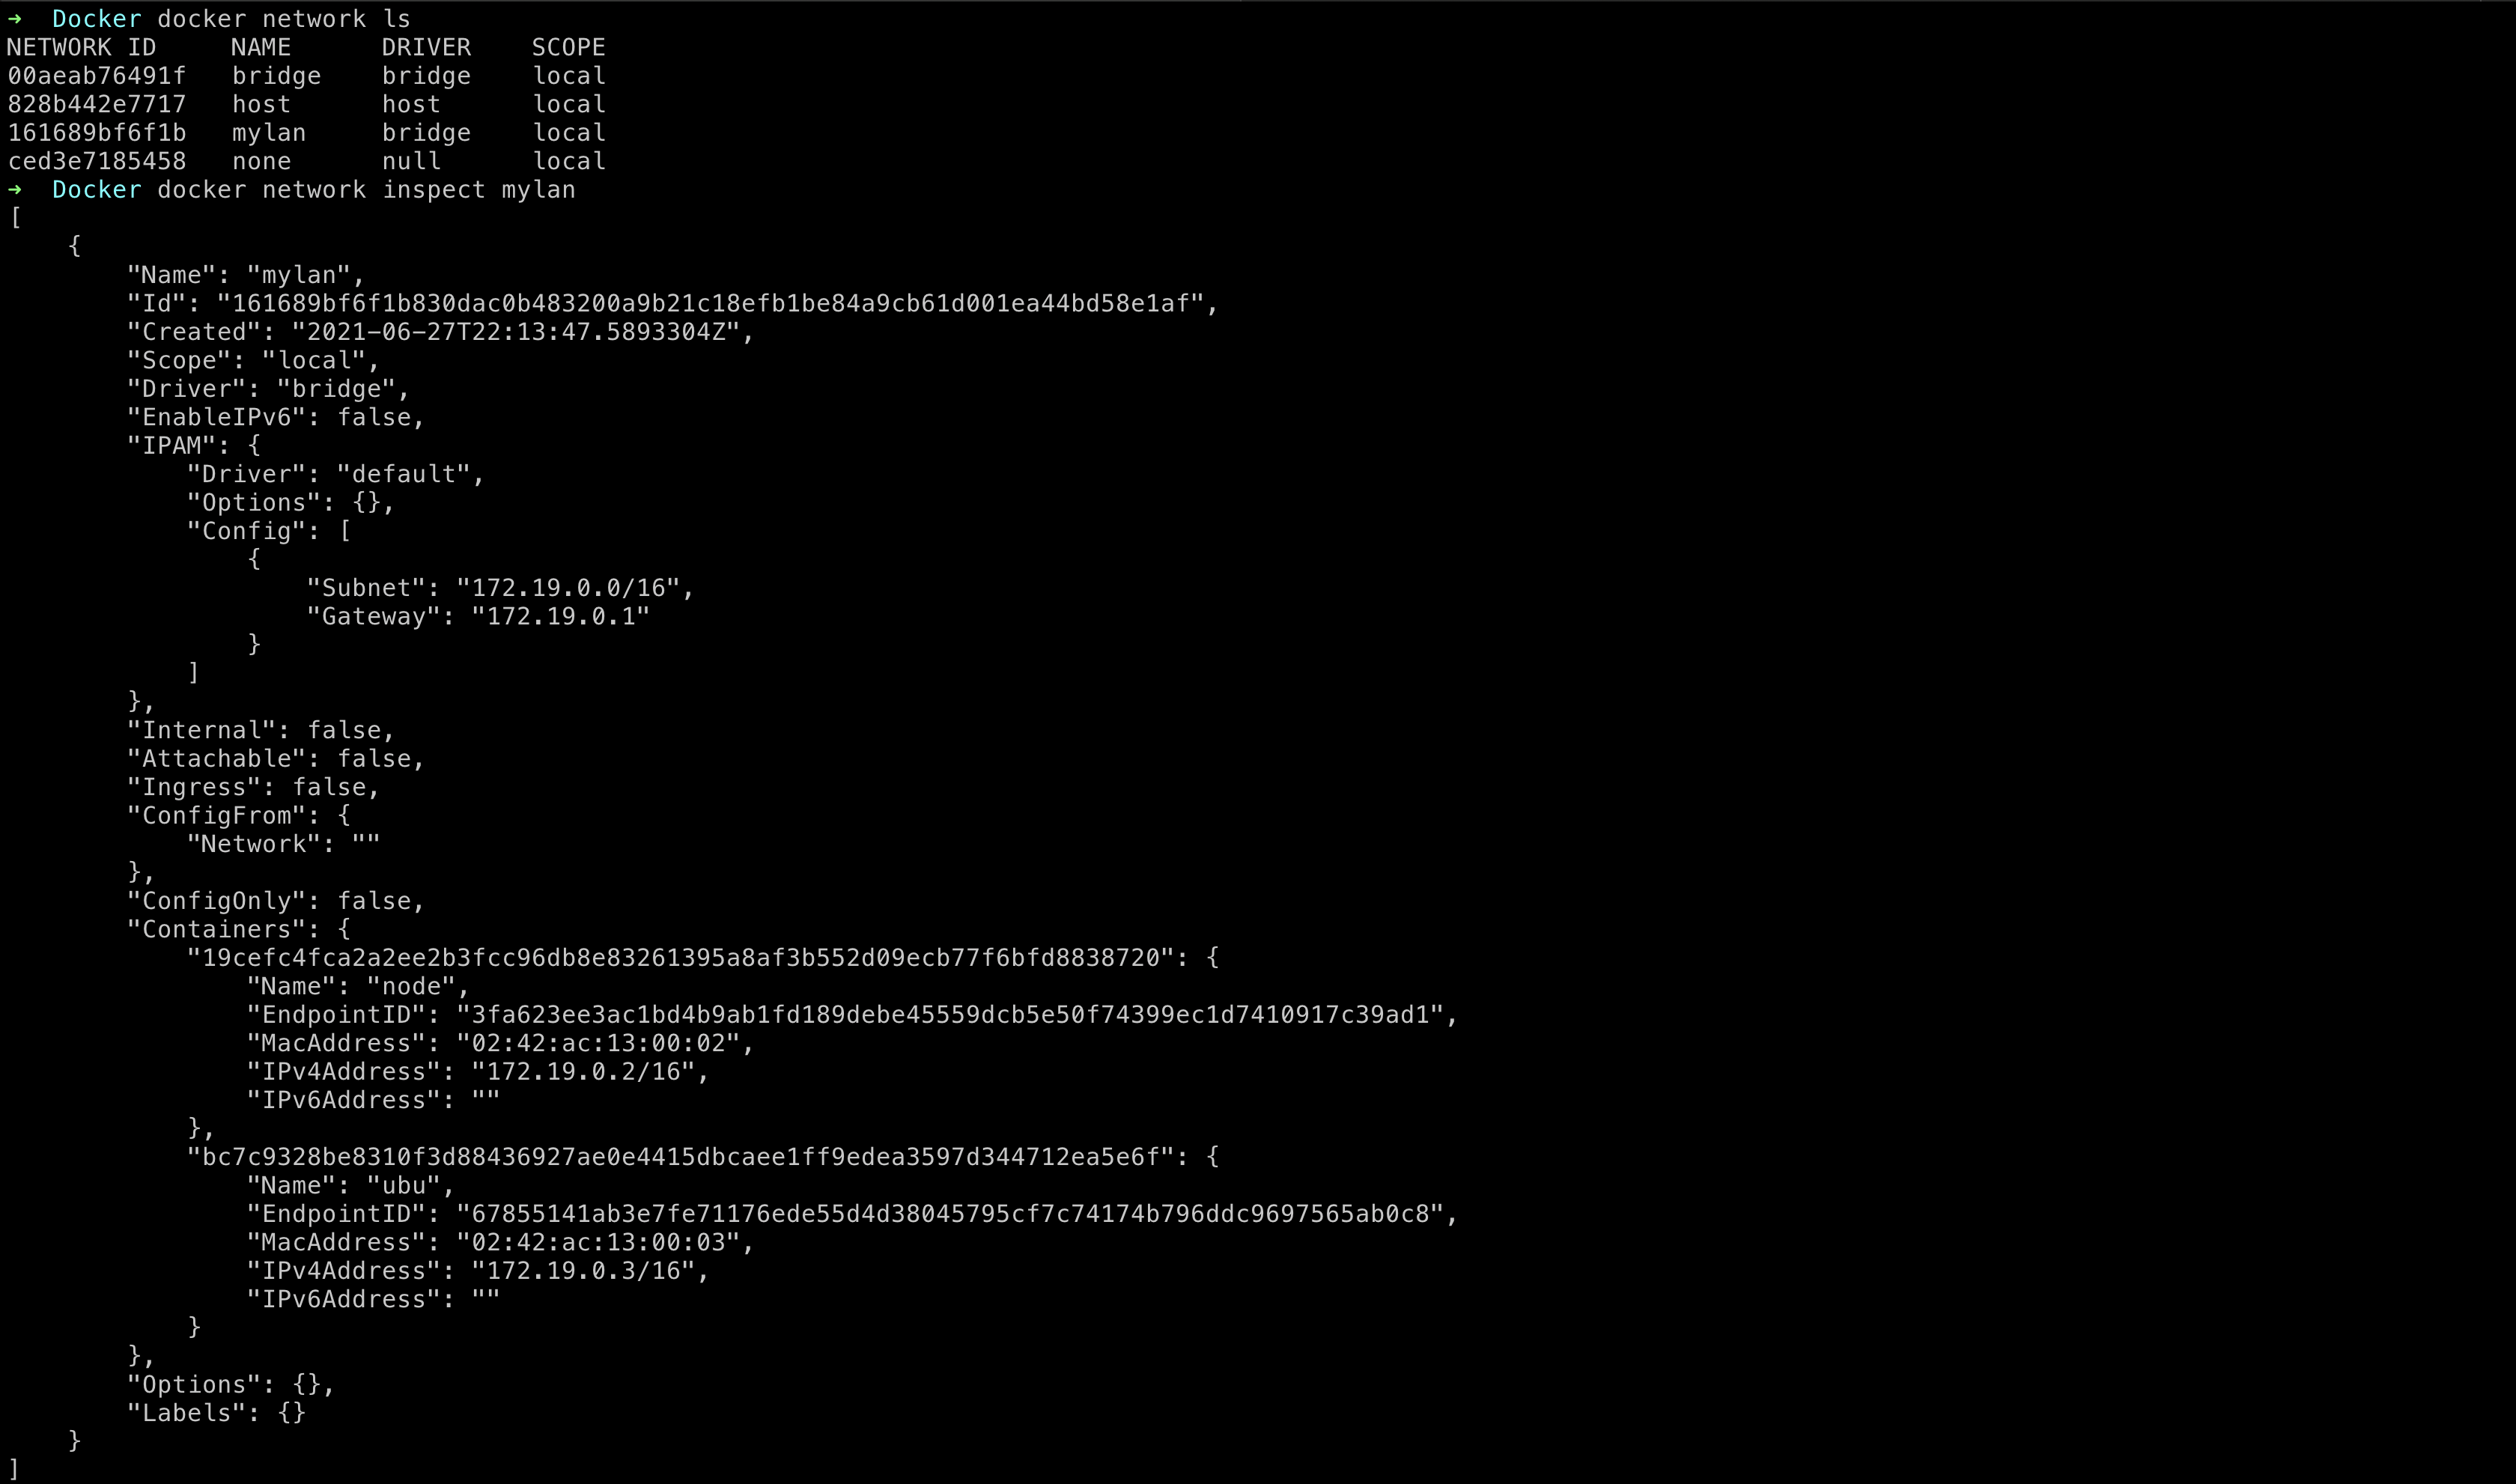 ➜  Docker docker network ls
NETWORK ID     NAME      DRIVER    SCOPE
00aeab76491f   bridge    bridge    local
828b442e7717   host      host      local
161689bf6f1b   mylan     bridge    local
ced3e7185458   none      null      local
➜  Docker docker network inspect mylan
[
    {
        "Name": "mylan",
        "Id": "161689bf6f1b830dac0b483200a9b21c18efb1be84a9cb61d001ea44bd58e1af",
        "Created": "2021-06-27T22:13:47.5893304Z",
        "Scope": "local",
        "Driver": "bridge",
        "EnableIPv6": false,
        "IPAM": {
            "Driver": "default",
            "Options": {},
            "Config": [
                {
                    "Subnet": "172.19.0.0/16",
                    "Gateway": "172.19.0.1"
                }
            ]
        },
        "Internal": false,
        "Attachable": false,
        "Ingress": false,
        "ConfigFrom": {
            "Network": ""
        },
        "ConfigOnly": false,
        "Containers": {
            "19cefc4fca2a2ee2b3fcc96db8e83261395a8af3b552d09ecb77f6bfd8838720": {
                "Name": "node",
                "EndpointID": "3fa623ee3ac1bd4b9ab1fd189debe45559dcb5e50f74399ec1d7410917c39ad1",
                "MacAddress": "02:42:ac:13:00:02",
                "IPv4Address": "172.19.0.2/16",
                "IPv6Address": ""
            },
            "bc7c9328be8310f3d88436927ae0e4415dbcaee1ff9edea3597d344712ea5e6f": {
                "Name": "ubu",
                "EndpointID": "67855141ab3e7fe71176ede55d4d38045795cf7c74174b796ddc9697565ab0c8",
                "MacAddress": "02:42:ac:13:00:03",
                "IPv4Address": "172.19.0.3/16",
                "IPv6Address": ""
            }
        },
        "Options": {},
        "Labels": {}
    }
]